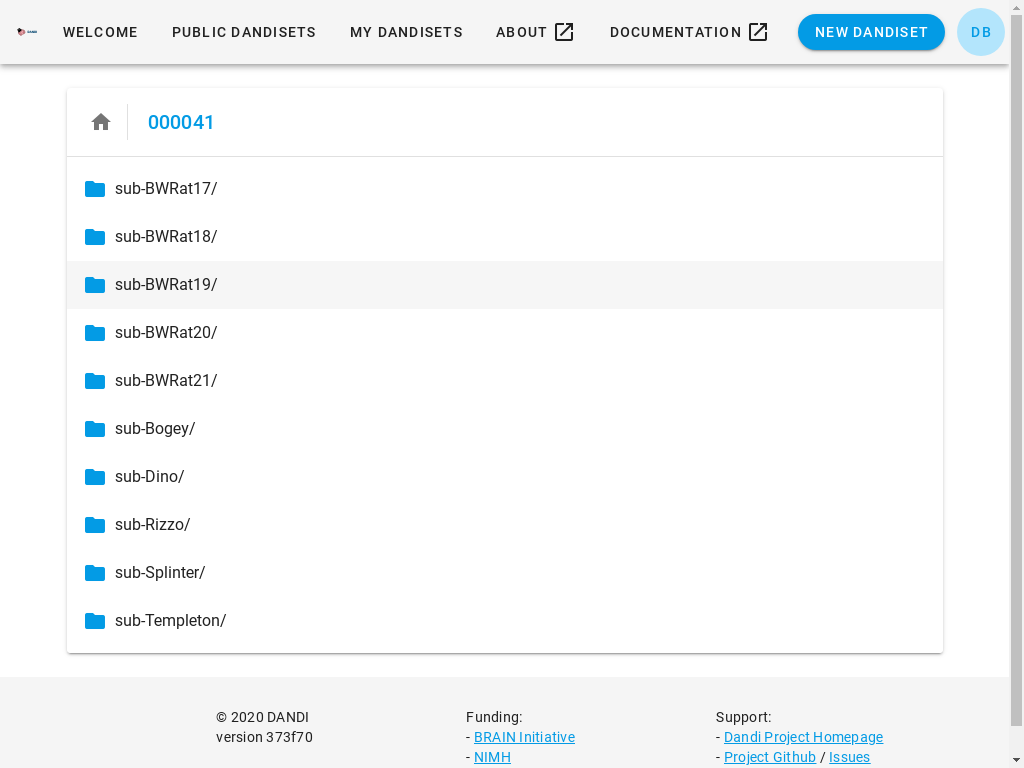 DANDI
WELCOME PUBLIC DANDISETS MY DANDISETS ABOUT DOCUMENTATION NEW DANDISET DB
000041
sub-BWRat17/
sub-BWRat18/
sub-BWRat19/
sub-BWRat20/
sub-BWRat21/
sub-Bogey/
sub-Dino/
sub-Rizzo/
sub-Splinter/
sub-Templeton/
© 2020 DANDI
version 373f70
Funding:
- BRAIN Initiative
- NIMH
Support:
- Dandi Project Homepage
- Project Github / Issues